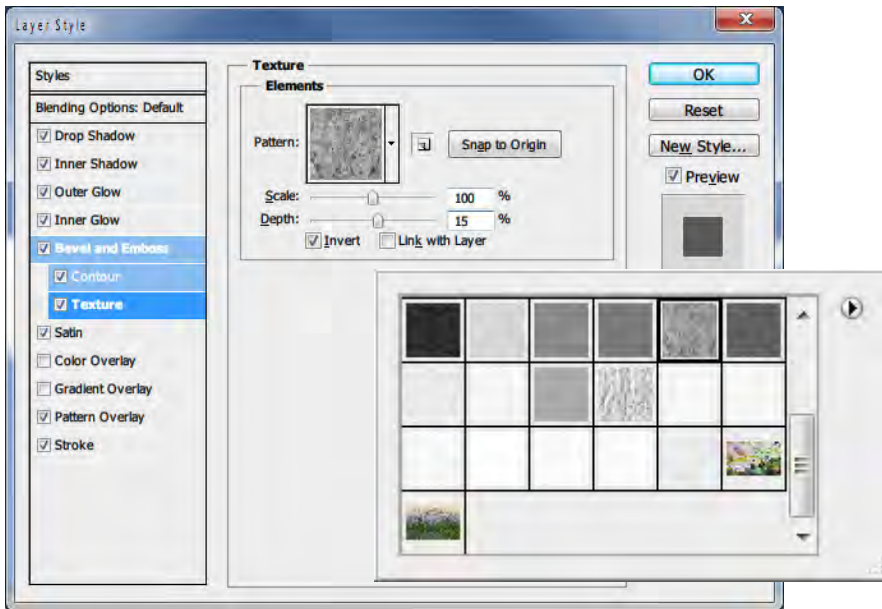 Layer Style
Styles
Blending Options: Default
Drop Shadow
Inner Shadow
Outer Glow
Inner Glow
Bevel and Emboss
Contour
Texture
Satin
Color Overlay
Gradient Overlay
Pattern Overlay
Stroke
Texture
Elements
Pattern:
Snap to Origin
Scale: 100 %
Depth: 15 %
Invert Link with Layer
OK
Reset
New Style...
Preview